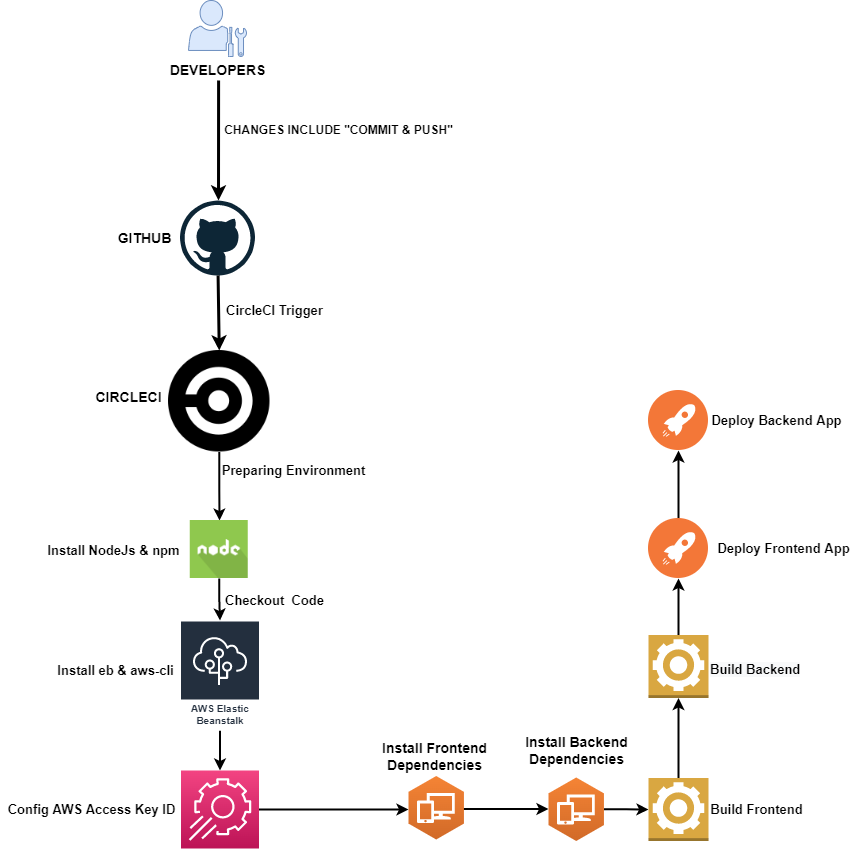 DEVELOPERS
CHANGES INCLUDE "COMMIT & PUSH"
GITHUB
CircleCI Trigger
CIRCLECI
Preparing Environment
Install NodeJs & npm
node
Checkout Code
Install eb & aws-cli
AWS Elastic
Beanstalk
Config AWS Access Key ID
Install Frontend
Dependencies
Install Backend
Dependencies
Build Frontend
Build Backend
Deploy Frontend App
Deploy Backend App